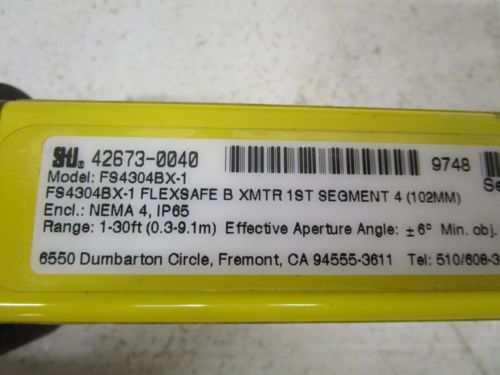 STI. 42673-0040 9748
Model: FS4304BX-1
FS4304BX-1 FLEXSAFE B XMTR 1ST SEGMENT 4 (102MM)
Encl.: NEMA 4, IP65
Range: 1-30ft (0.3-9.1m) Effective Aperture Angle: ±6° Min. obj.
6550 Dumbarton Circle, Fremont, CA 94555-3611 Tel: 510/608-3